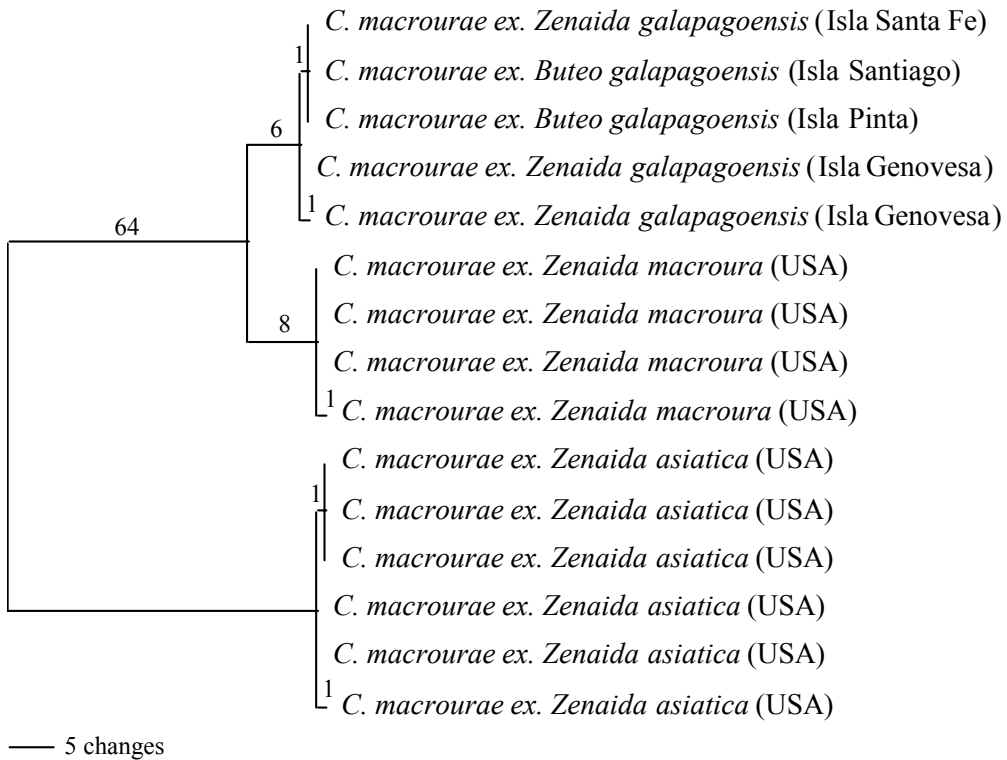 C. macrourae ex. Zenaida galapagoensis (Isla Santa Fe)
1
C. macrourae ex. Buteo galapagoensis (Isla Santiago)
C. macrourae ex. Buteo galapagoensis (Isla Pinta)
6
C. macrourae ex. Zenaida galapagoensis (Isla Genovesa)
1 C. macrourae ex. Zenaida galapagoensis (Isla Genovesa)
64
C. macrourae ex. Zenaida macroura (USA)
C. macrourae ex. Zenaida macroura (USA)
8
C. macrourae ex. Zenaida macroura (USA)
1 C. macrourae ex. Zenaida macroura (USA)
C. macrourae ex. Zenaida asiatica (USA)
1
C. macrourae ex. Zenaida asiatica (USA)
C. macrourae ex. Zenaida asiatica (USA)
C. macrourae ex. Zenaida asiatica (USA)
C. macrourae ex. Zenaida asiatica (USA)
1 C. macrourae ex. Zenaida asiatica (USA)
5 changes